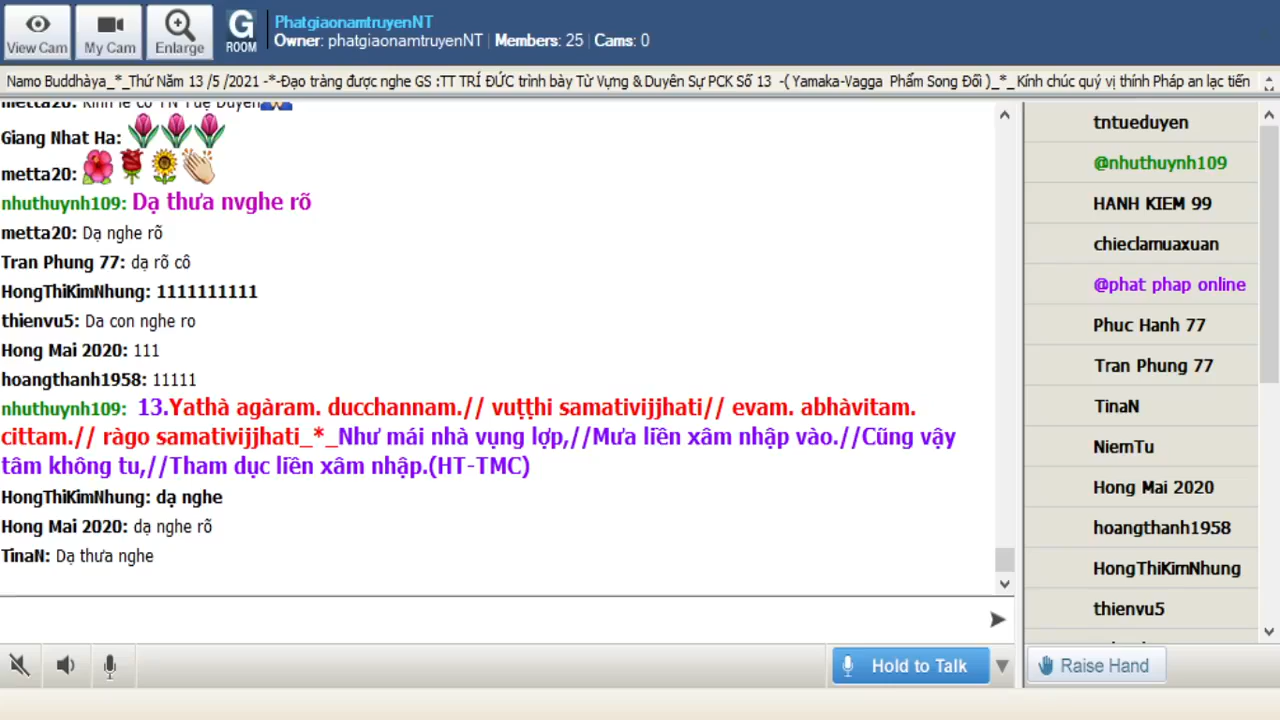 View Cam
My Cam
Enlarge
G
ROOM
PhatgiaonamtruyenNT
Owner: phatgiaonamtruyenNT | Members: 25 | Cams: 0
Namo Buddhàya_*_Thứ Năm 13 /5 /2021 -*-Đạo tràng được nghe GS :TT TRÍ ĐỨC trình bày Từ Vựng & Duyên Sự PCK Số 13 -( Yamaka-Vagga Phẩm Song Đối )_*_ Kính chúc quý vị thính Pháp an lạc tiến
metta20: Kính lễ cô TN Tuệ Duyên
Giang Nhat Ha:
metta20:
nhuthuynh109: Dạ thưa nvghe rõ
metta20: Dạ nghe rõ
Tran Phung 77: dạ rõ cô
HongThiKimNhung: 1111111111
thienvu5: Da con nghe ro
Hong Mai 2020: 111
hoangthanh1958: 11111
nhuthuynh109: 13.Yathà agàram. ducchannam.// vuṭṭhi samativijjhati// evam. abhàvitam.
cittam.// ràgo samativijjhati_*_Như mái nhà vụng lợp,//Mưa liền xâm nhập vào.//Cũng vậy
tâm không tu,//Tham dục liền xâm nhập.(HT-TMC)
HongThiKimNhung: dạ nghe
Hong Mai 2020: dạ nghe rõ
TinaN: Dạ thưa nghe
tntueduyen
@nhuthuynh109
HANH KIEM 99
chieclamuaxuan
@phat phap online
Phuc Hanh 77
Tran Phung 77
TinaN
NiemTu
Hong Mai 2020
hoangthanh1958
HongThiKimNhung
thienvu5
Hold to Talk
Raise Hand